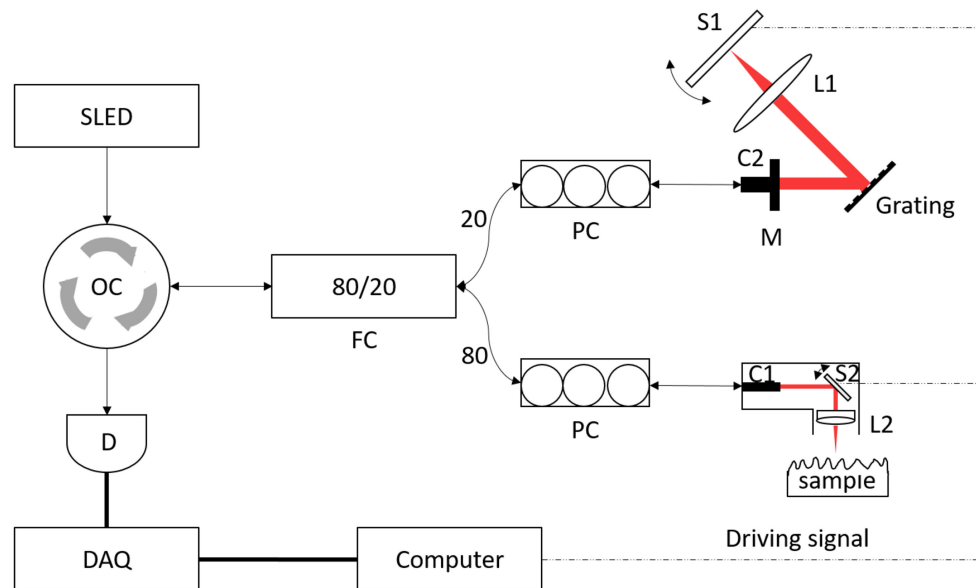 S1
L1
SLED
C2
Grating
20
PC
M
OC
80/20
FC
80
C1
S2
PC
L2
D
sample
DAQ
Computer
Driving signal